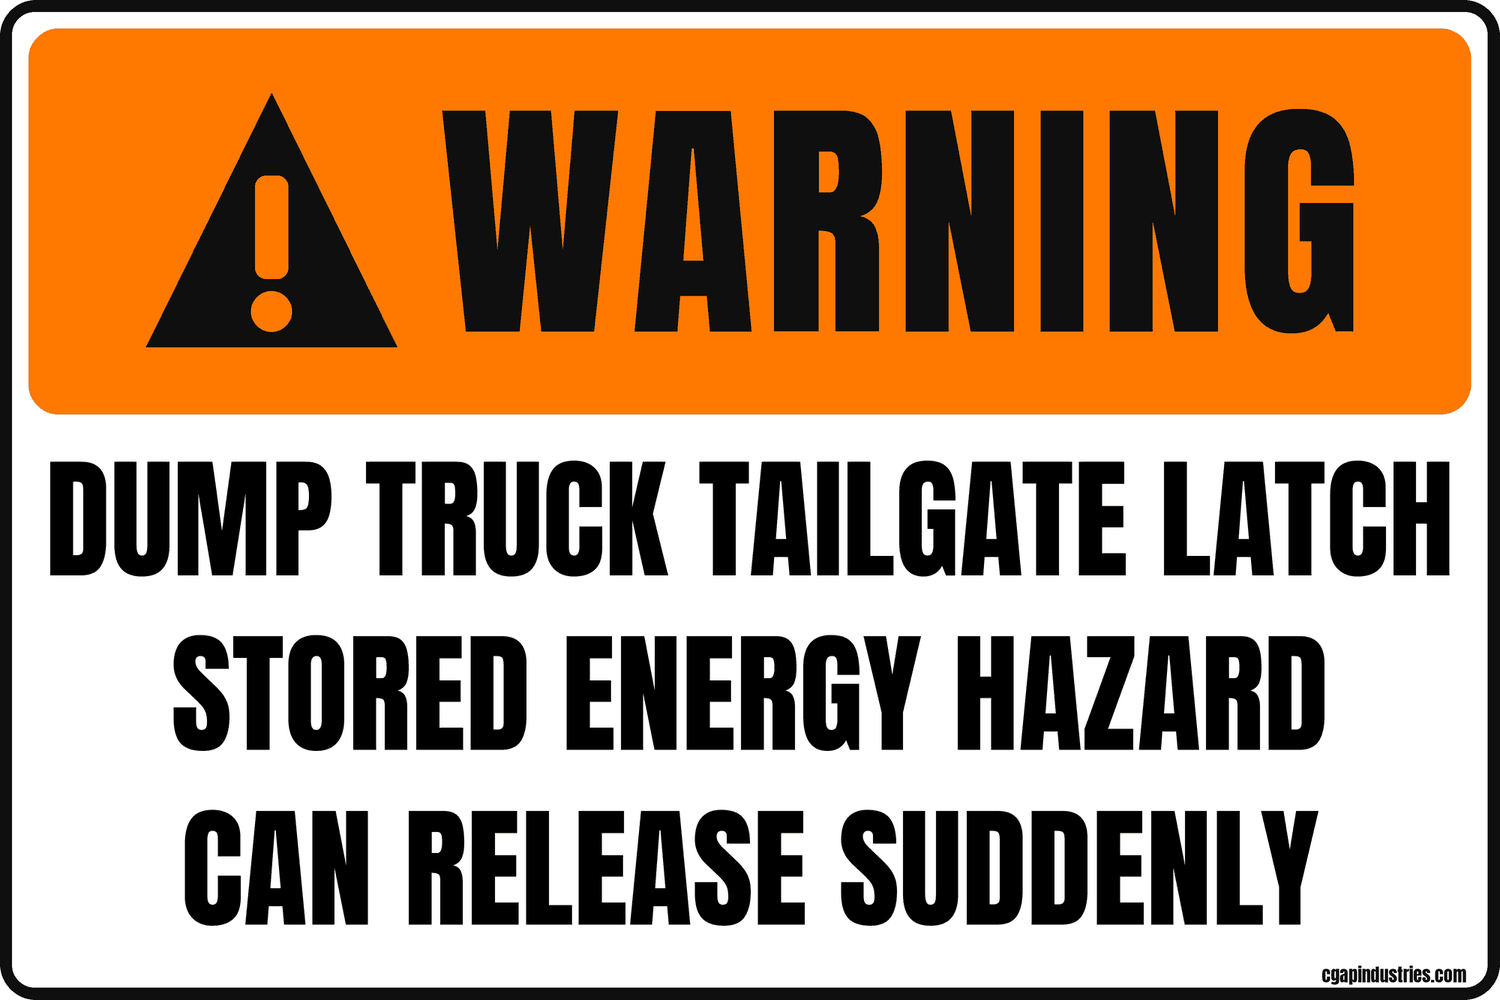 WARNING
DUMP TRUCK TAILGATE LATCH
STORED ENERGY HAZARD
CAN RELEASE SUDDENLY
cgapindustries.com